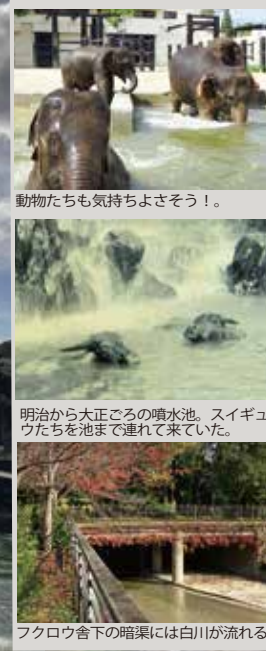 動物たちも気持ちよさそう！。
明治から大正ごろの噴水池。スイギュ
ウたちを池まで連れて来ていた。
フクロウ舎下の暗渠には白川が流れる